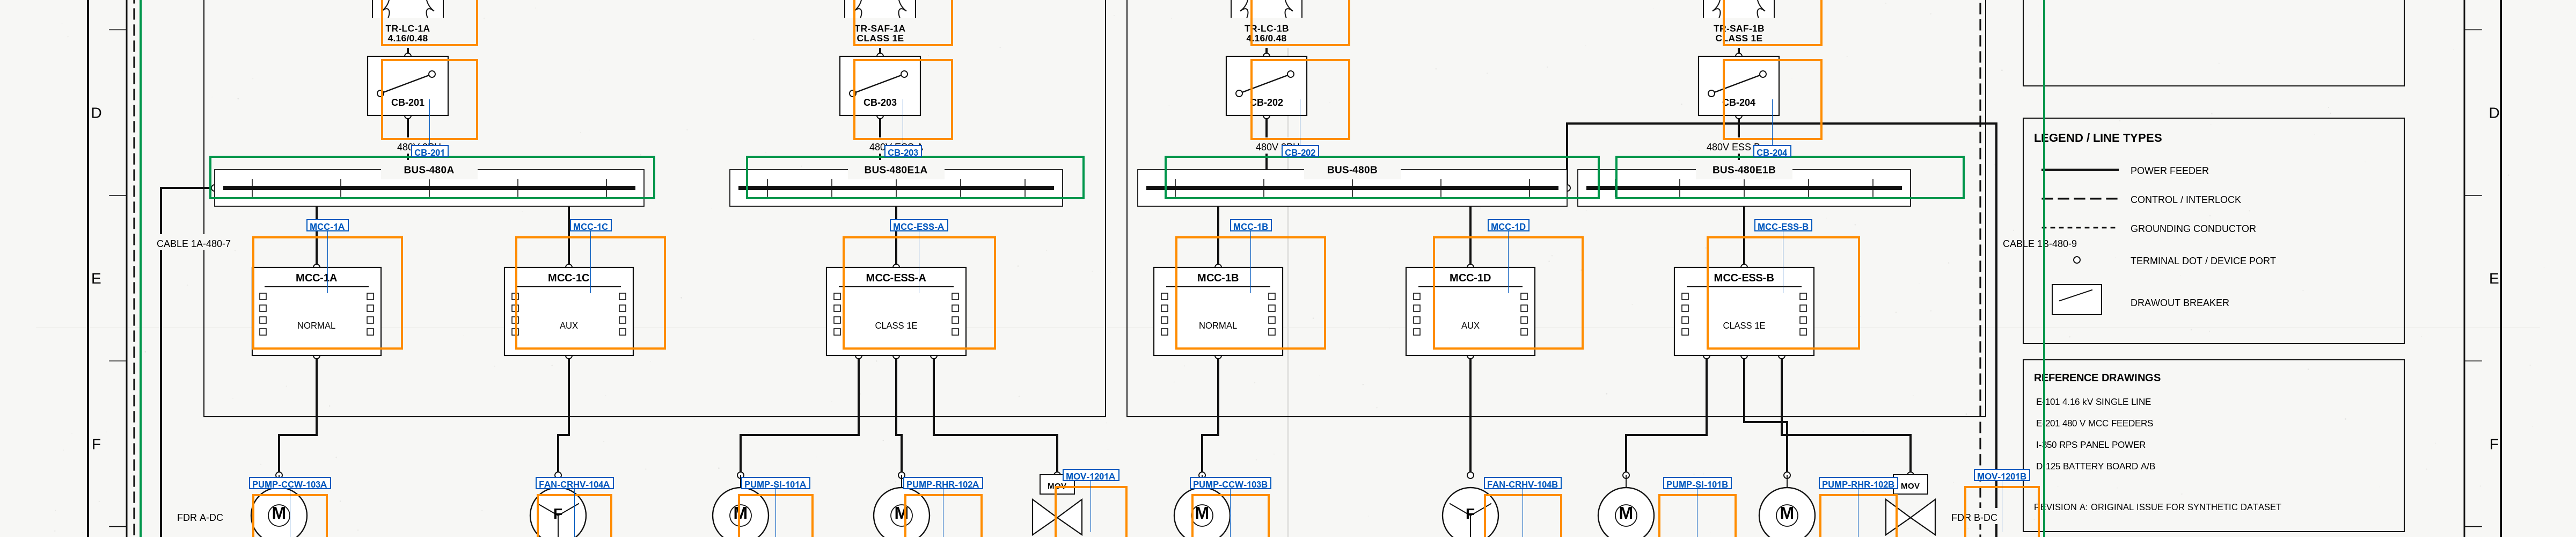 TR-LC-1A
4.16/0.48
TR-SAF-1A
CLASS 1E
TR-LC-1B
4.16/0.48
TR-SAF-1B
CLASS 1E
CB-201
CB-203
CB-202
CB-204
D
D
LEGEND / LINE TYPES
POWER FEEDER
CONTROL / INTERLOCK
GROUNDING CONDUCTOR
TERMINAL DOT / DEVICE PORT
DRAWOUT BREAKER
CB-201
480V ESS A
CB-203
480V
CB-202
480V ESS
CB-204
BUS-480A
BUS-480E1A
BUS-480B
BUS-480E1B
MCC-1A
MCC-1C
MCC-ESS-A
MCC-1B
MCC-1D
MCC-ESS-B
CABLE 1A-480-7
CABLE 1B-480-9
E
E
MCC-1A
MCC-1C
MCC-ESS-A
MCC-1B
MCC-1D
MCC-ESS-B
NORMAL
AUX
CLASS 1E
NORMAL
AUX
CLASS 1E
REFERENCE DRAWINGS
E-101 4.16 kV SINGLE LINE
E-201 480 V MCC FEEDERS
I-350 RPS PANEL POWER
D-125 BATTERY BOARD A/B
REVISION A: ORIGINAL ISSUE FOR SYNTHETIC DATASET
F
F
PUMP-CCW-103A
FAN-CRHV-104A
PUMP-SI-101A
PUMP-RHR-102A
MOV-1201A
PUMP-CCW-103B
FAN-CRHV-104B
PUMP-SI-101B
PUMP-RHR-102B
MOV-1201B
MOV
MOV
FDR A-DC
M
F
M
M
M
F
M
M
FDR B-DC